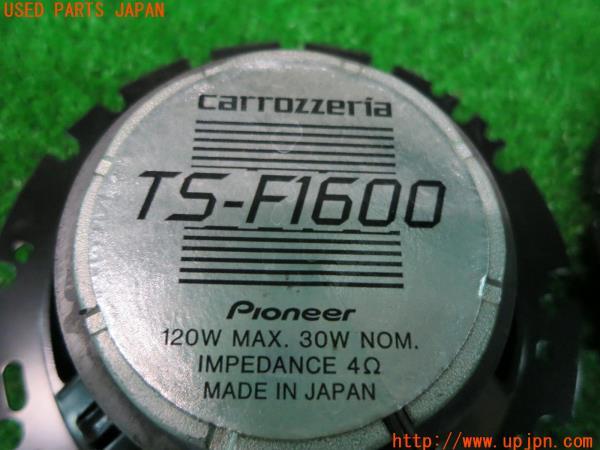 USED PARTS JAPAN
carrozzeria
TS-F1600
Pioneer
120W MAX. 30W NOM.
IMPEDANCE 4Ω
MADE IN JAPAN
http://www.upjpn.com/